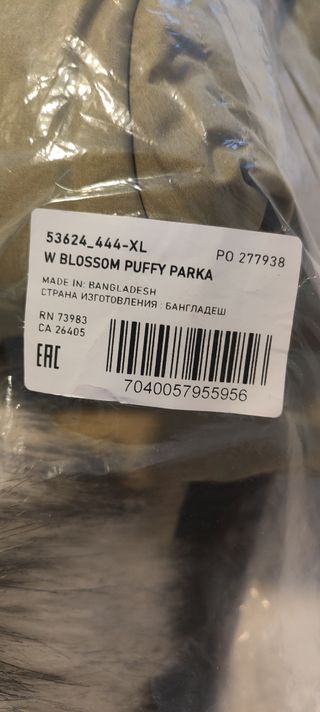 53624_444-XL
PO 277938
W BLOSSOM PUFFY PARKA
MADE IN: BANGLADESH
СТРАНА ИЗГОТОВЛЕНИЯ : БАНГЛАДЕШ
RN 73983
CA 26405
EAC
7040057955956